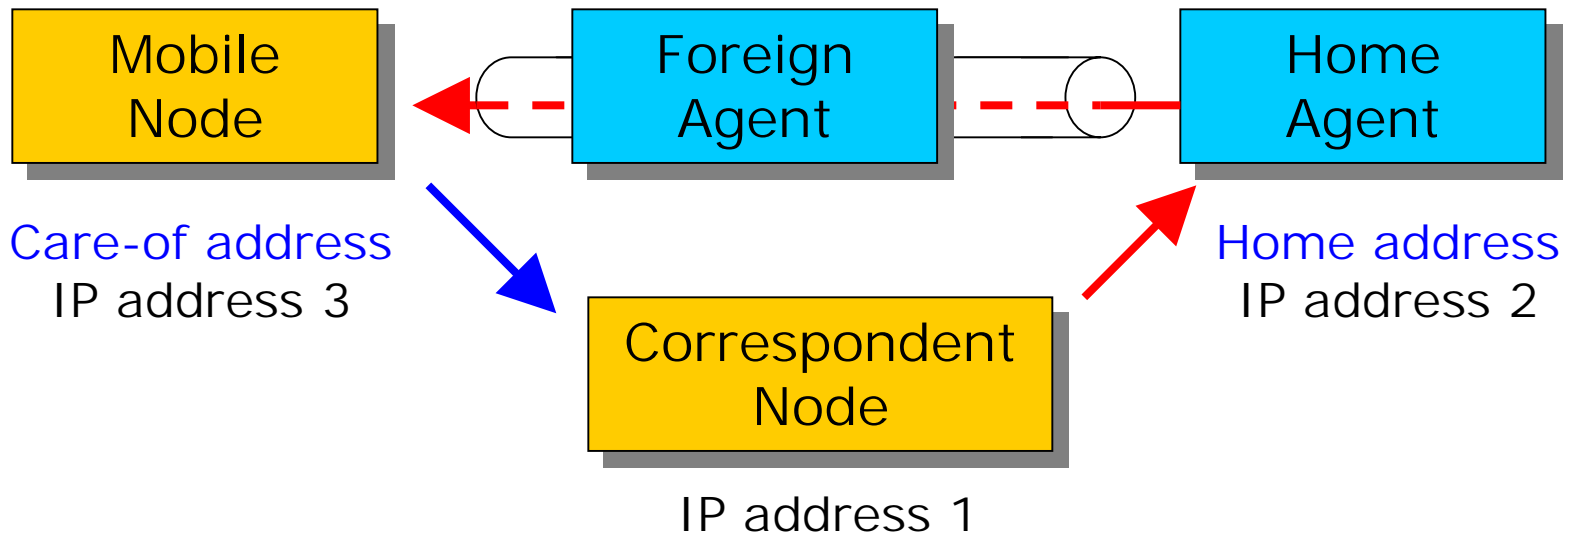 Mobile
Node
Foreign
Agent
Home
Agent
Care-of address
IP address 3
Home address
IP address 2
Correspondent
Node
IP address 1